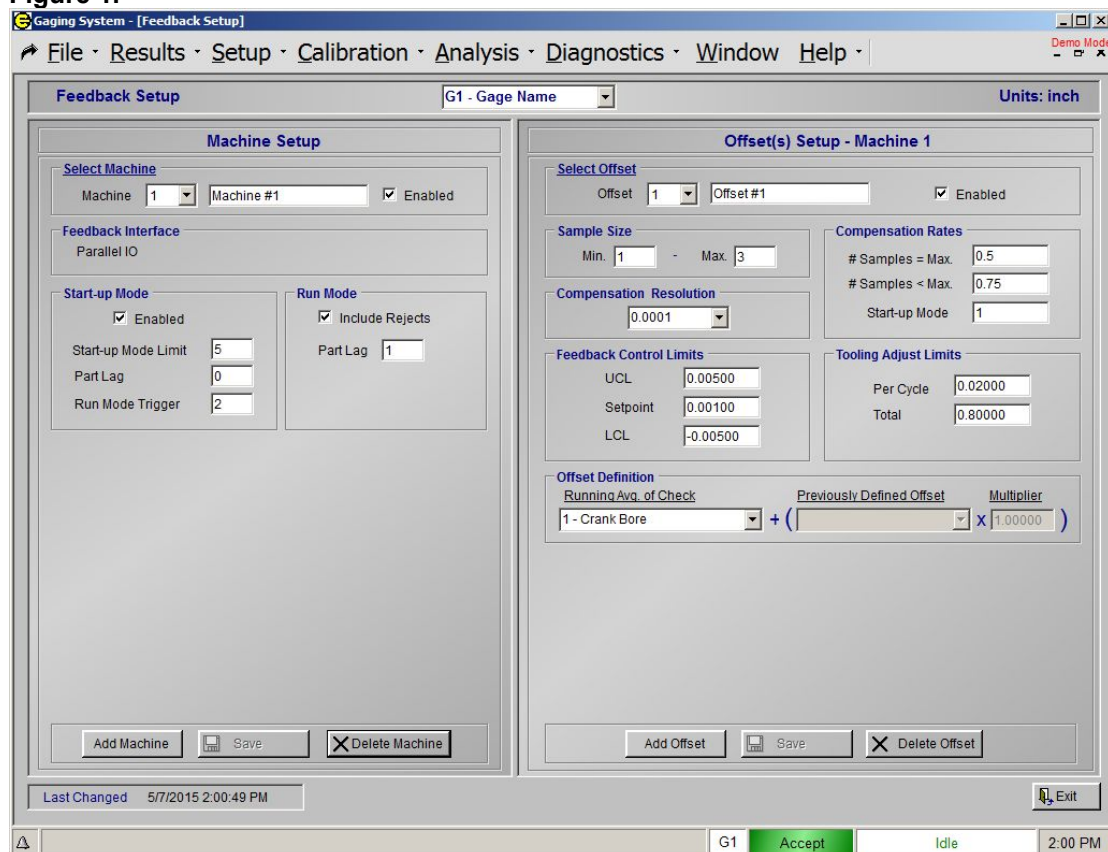 Gaging System - [Feedback Setup]
File Results Setup Calibration Analysis Diagnostics Window Help
Demo Mode
Feedback Setup G1 - Gage Name Units: inch
Machine Setup
Select Machine
Machine 1 Machine #1 Enabled
Feedback Interface
Parallel IO
Start-up Mode
Enabled
Start-up Mode Limit 5
Part Lag 0
Run Mode Trigger 2
Run Mode
Include Rejects
Part Lag 1
Add Machine Save Delete Machine
Offset(s) Setup - Machine 1
Select Offset
Offset 1 Offset #1 Enabled
Sample Size
Min. 1 - Max. 3
Compensation Resolution
0.0001
Compensation Rates
# Samples = Max. 0.5
# Samples < Max. 0.75
Start-up Mode 1
Feedback Control Limits
UCL 0.00500
Setpoint 0.00100
LCL -0.00500
Tooling Adjust Limits
Per Cycle 0.02000
Total 0.80000
Offset Definition
Running Avg. of Check Previously Defined Offset Multiplier
1 - Crank Bore + ( X 1.00000 )
Add Offset Save Delete Offset
Last Changed 5/7/2015 2:00:49 PM
Exit
G1 Accept Idle 2:00 PM